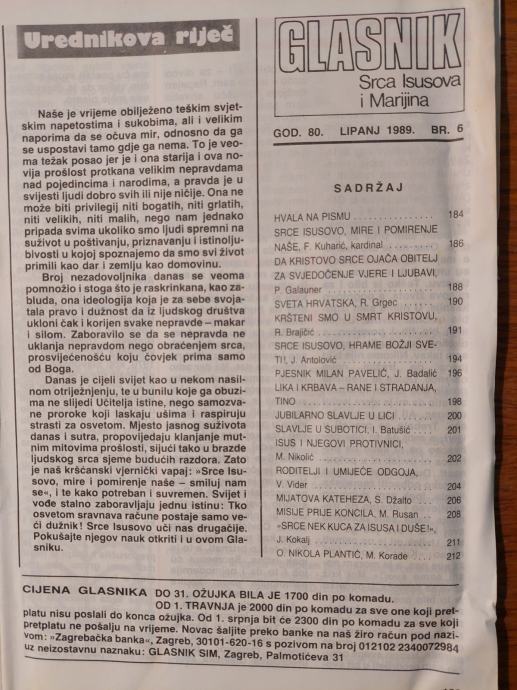 Urednikova riječ
Naše je vrijeme obilježeno teškim svjet-
skim napetostima i sukobima, ali i velikim
naporima da se očuva mir, odnosno da ga
se uspostavi tamo gdje ga nema. To je veo-
ma težak posao jer je i ona starija i ova no-
vija prošlost protkana velikim nepravdama
nad pojedincima i narodima, a pravda je u
svijetu ljudi dobro svih ili nije ničije. Ona ne
može biti privilegij niti bogatih, niti grlatih,
niti velikih, niti malih, nego nam jednako
pripada svima ukoliko smo ljudi spremni na
suživot u poštivanju, priznavanju i istinolju-
bivosti u kojoj spoznajemo da smo svi život
primili kao dar i zemlju kao domovinu.
Broj nezadovoljnika danas se veoma
pomnožio i stoga što je raskrinkana, kao za-
bluda, ona ideologija koja je za sebe svoja-
tala pravo i dužnost da iz ljudskog društva
ukloni čak i korijen svake nepravde – makar
i silom. Zaboravilo se da se nepravda ne
uklanja nepravdom nego obraćenjem srca,
prosvijećenošću koju čovjek prima samo
od Boga.
Danas je cijeli svijet kao u nekom nasil-
nom otriježnjenju, te u bunilu koje ga obuzi-
ma ne slijedi Učitelja istine, nego samozva-
ne proroke koji laskaju ušima i raspiruju
strasti za osvetom. Mjesto jasnog suživota
danas i sutra, propovijedaju klanjanje mut-
nim mitovima prošlosti, sijući tako u brazde
ljudskog srca sjeme budućih razdora. Zato
je naš kršćanski vjernički vapaj: »Srce Isu-
sovo, mire i pomirenje naše – smiluj nam
se«, i te kako potreban i suvremen. Svijet i
vođe stalno zaboravljaju jednu istinu: Tko
osvetom sravnava račune postaje samo ve-
ći dužnik! Srce Isusovo uči nas drugačije.
Pokušajte njegov nauk otkriti i u ovom Gla-
sniku.
GLASNIK
Srca Isusova
i Marijina
GOD. 80. LIPANJ 1989. BR. 6
SADRŽAJ
HVALA NA PISMU . . . . . . . . . . . . . . . 184
SRCE ISUSOVO, MIRE I POMIRENJE
NAŠE, F. Kuharić, kardinal . . . . . . . . 186
DA KRISTOVO SRCE OJAČA OBITELJ
ZA SVJEDOČENJE VJERE I LJUBAVI,
P. Galauner . . . . . . . . . . . . . . . 188
SVETA HRVATSKA, R. Grgec . . . . . . 190
KRŠTENI SMO U SMRT KRISTOVU,
R. Brajčić . . . . . . . . . . . . . . . 191
SRCE ISUSOVO, HRAME BOŽJI SVE-
TI!, J. Antolović . . . . . . . . . . . . 194
PJESNIK MILAN PAVELIĆ, J. Badalić 196
LIKA I KRBAVA – RANE I STRADANJA,
TINO . . . . . . . . . . . . . . . . . . 198
JUBILARNO SLAVLJE U LICI . . . . . . 200
SLAVLJE U SUBOTICI, I. Batušić . . . 201
ISUS I NJEGOVI PROTIVNICI,
M. Nikolić . . . . . . . . . . . . . . . 202
RODITELJ I UMIJEĆE ODGOJA,
V. Vider . . . . . . . . . . . . . . . . 204
MIJATOVA KATEHEZA, S. Džalto . . . 206
MISIJE PRIJE KONCILA, M. Rusan . . 208
»SRCE NEK KUCA ZA ISUSA I DUŠE!«,
J. Kokalj . . . . . . . . . . . . . . . 211
O. NIKOLA PLANTIĆ, M. Korade . . . 212
CIJENA GLASNIKA DO 31. OŽUJKA BILA JE 1700 din po komadu.
OD 1. TRAVNJA je 2000 din po komadu za sve one koji pret-
platu nisu poslali do konca ožujka. Od 1. srpnja bit će 2300 din po komadu za sve koji
pretplatu ne pošalju na vrijeme. Novac šaljite preko banke na naš žiro račun pod nazi-
vom: »Zagrebačka banka«, Zagreb, 30101-620-16 s pozivom na broj 012102 2340072984
uz neizostavnu naznaku: GLASNIK SIM, Zagreb, Palmotićeva 31